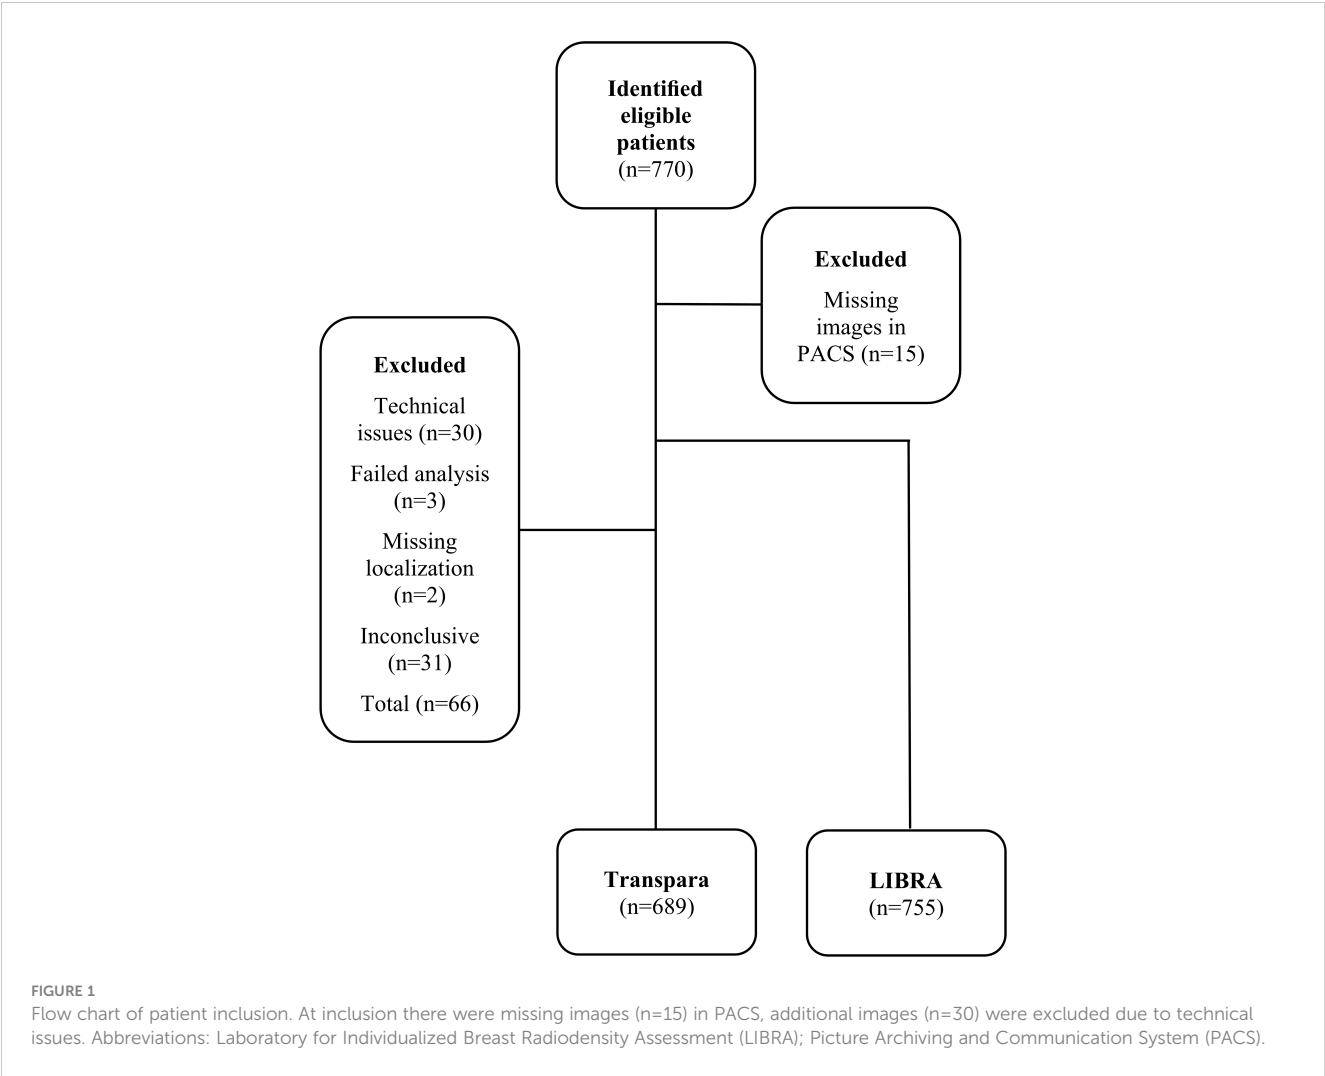 Identified
eligible
patients
(n=770)
Excluded
Missing
images in
PACS (n=15)
Excluded
Technical
issues (n=30)
Failed analysis
(n=3)
Missing
localization
(n=2)
Inconclusive
(n=31)
Total (n=66)
Transpara
(n=689)
LIBRA
(n=755)
FIGURE 1
Flow chart of patient inclusion. At inclusion there were missing images (n=15) in PACS, additional images (n=30) were excluded due to technical
issues. Abbreviations: Laboratory for Individualized Breast Radiodensity Assessment (LIBRA); Picture Archiving and Communication System (PACS).